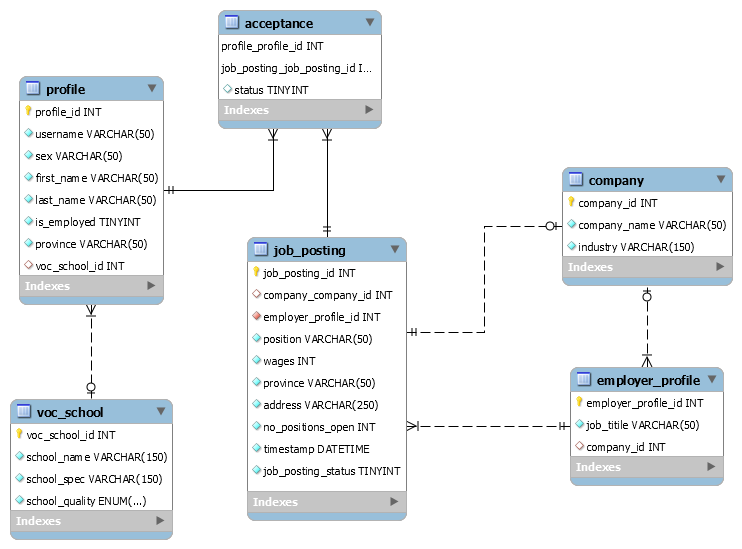 acceptance
profile_profile_id INT
job_posting_job_posting_id I...
status TINYINT
Indexes
profile
profile_id INT
username VARCHAR(50)
sex VARCHAR(50)
first_name VARCHAR(50)
last_name VARCHAR(50)
is_employed TINYINT
province VARCHAR(50)
voc_school_id INT
Indexes
company
company_id INT
company_name VARCHAR(50)
industry VARCHAR(150)
Indexes
job_posting
job_posting_id INT
company_company_id INT
employer_profile_id INT
position VARCHAR(50)
wages INT
province VARCHAR(50)
address VARCHAR(250)
no_positions_open INT
timestamp DATETIME
job_posting_status TINYINT
Indexes
employer_profile
employer_profile_id INT
job_titile VARCHAR(50)
company_id INT
Indexes
voc_school
voc_school_id INT
school_name VARCHAR(150)
school_spec VARCHAR(150)
school_quality ENUM(...)
Indexes